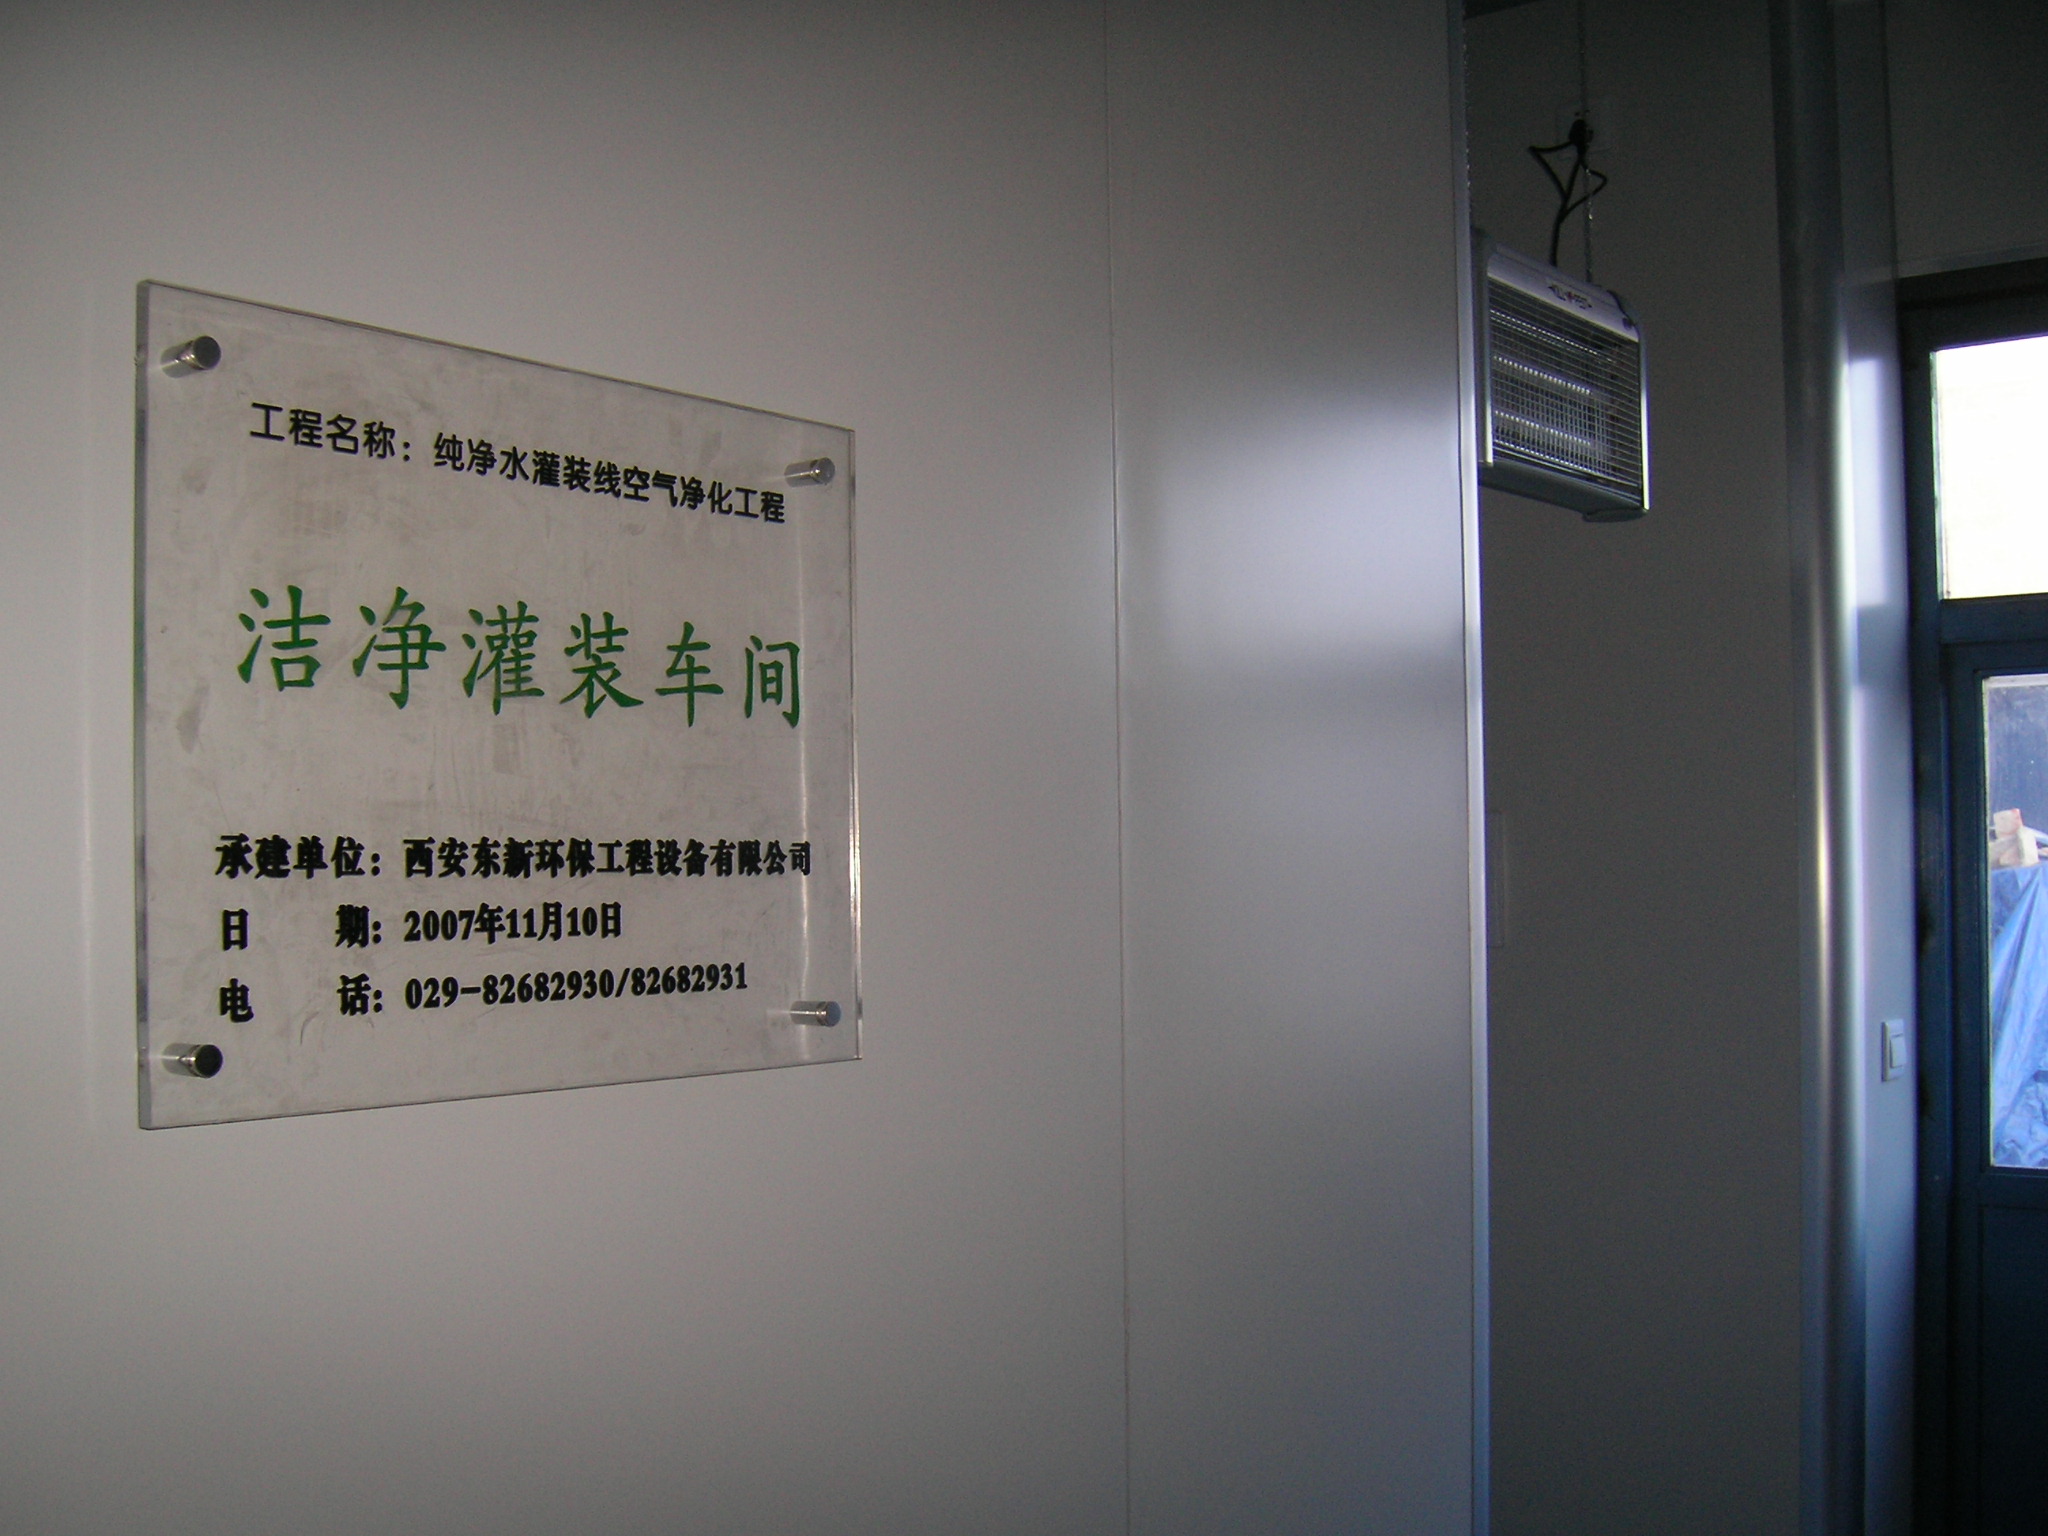 工程名称：纯净水灌装线空气净化工程
洁净灌装车间
承建单位：西安东新环保工程设备有限公司
日 期：2007年11月10日
电 话：029-82682930/82682931